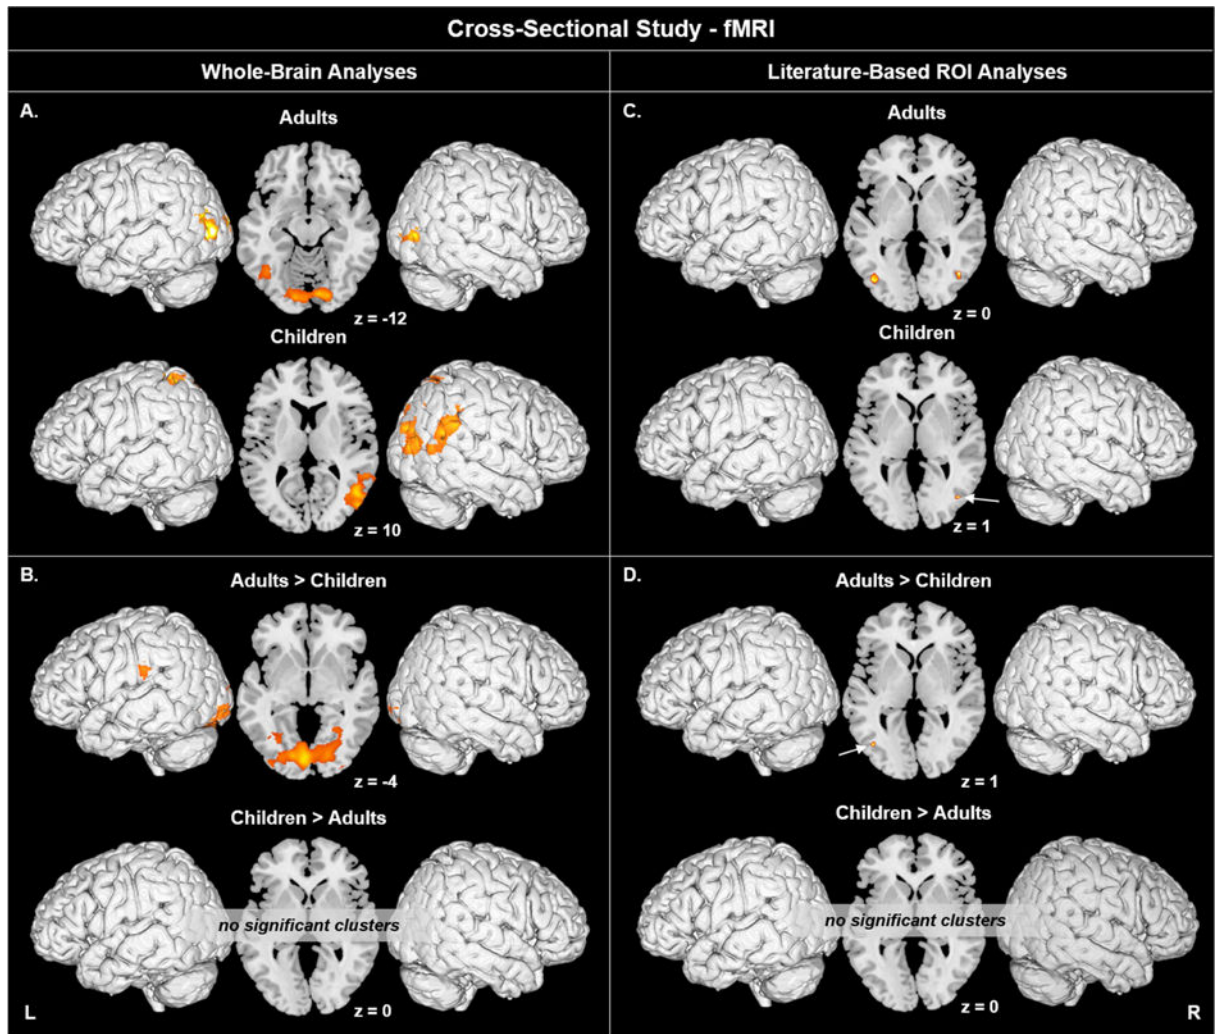 Cross-Sectional Study - fMRI
Whole-Brain Analyses
Literature-Based ROI Analyses
A.
Adults
z = -12
Children
z = 10
C.
Adults
z = 0
Children
z = 1
B.
Adults > Children
z = -4
Children > Adults
no significant clusters
z = 0
L
D.
Adults > Children
z = 1
Children > Adults
no significant clusters
z = 0
R